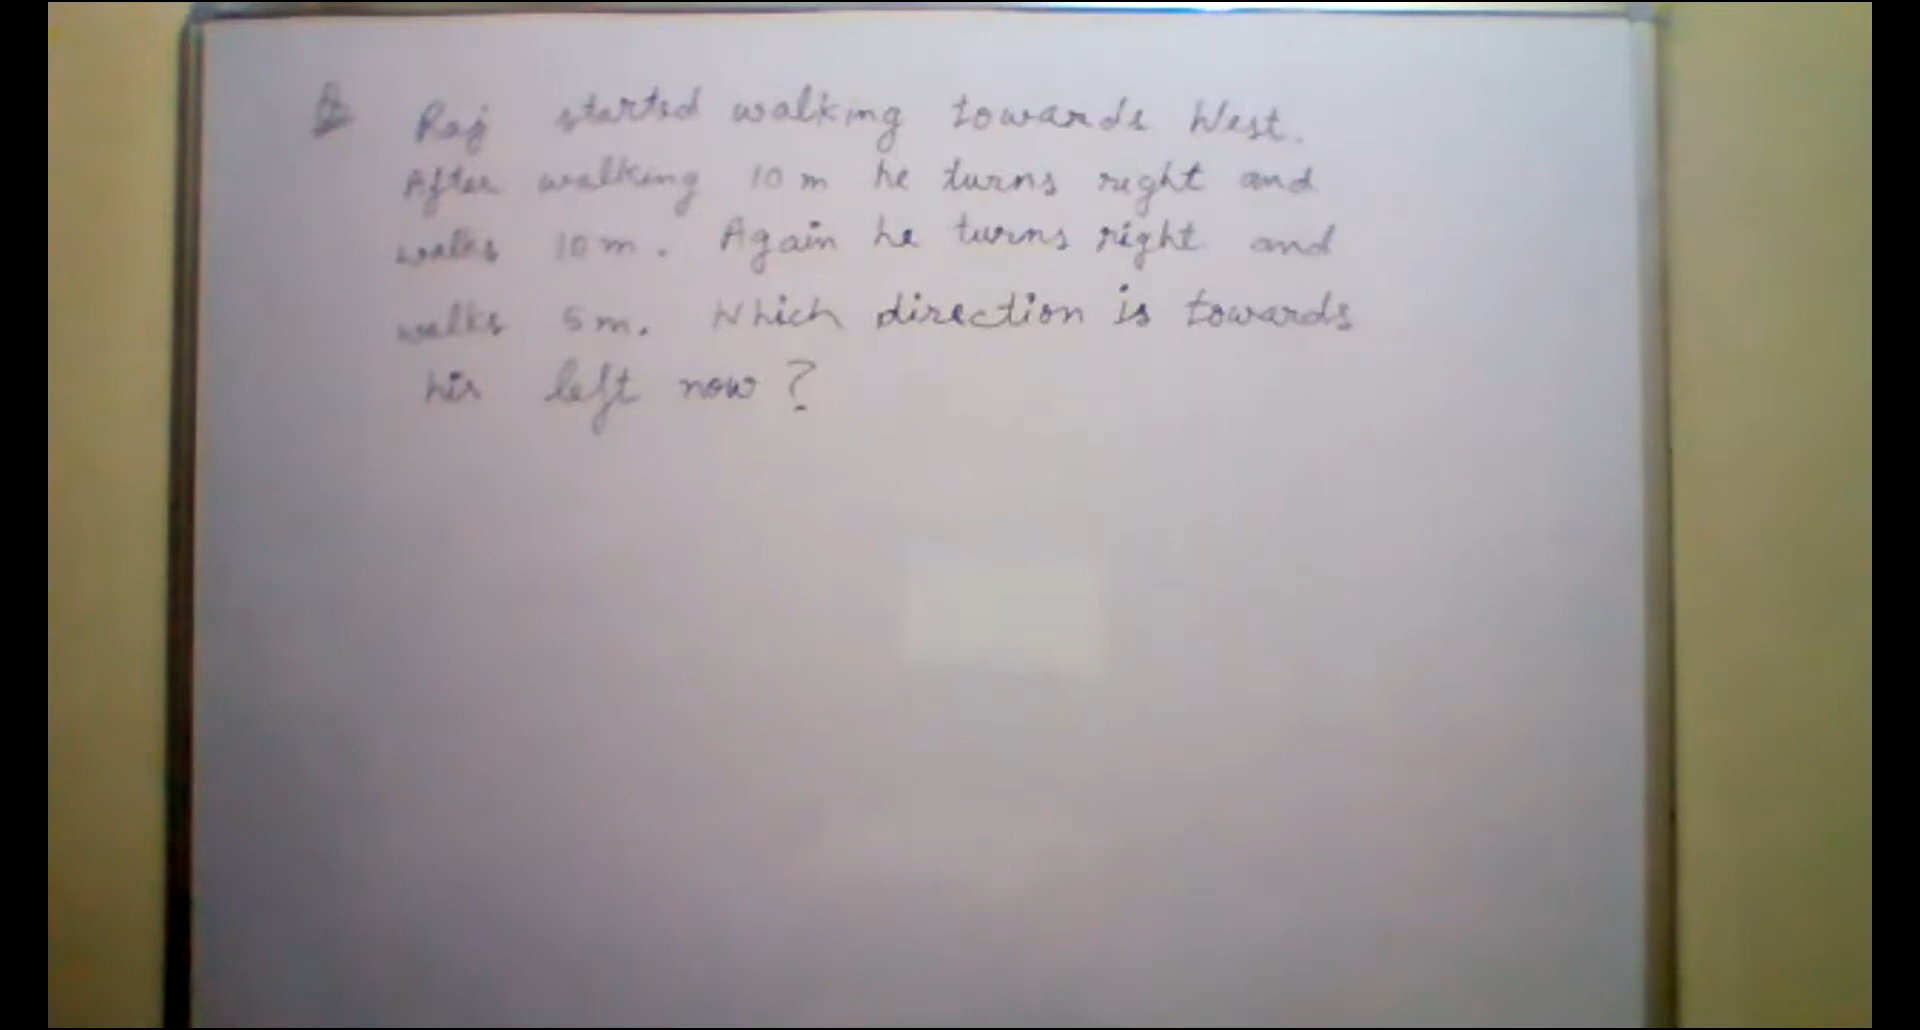 Q Raj started walking towards West.
After walking 10 m he turns right and
walks 10 m. Again he turns right and
walks 5 m. Which direction is towards
his left now?